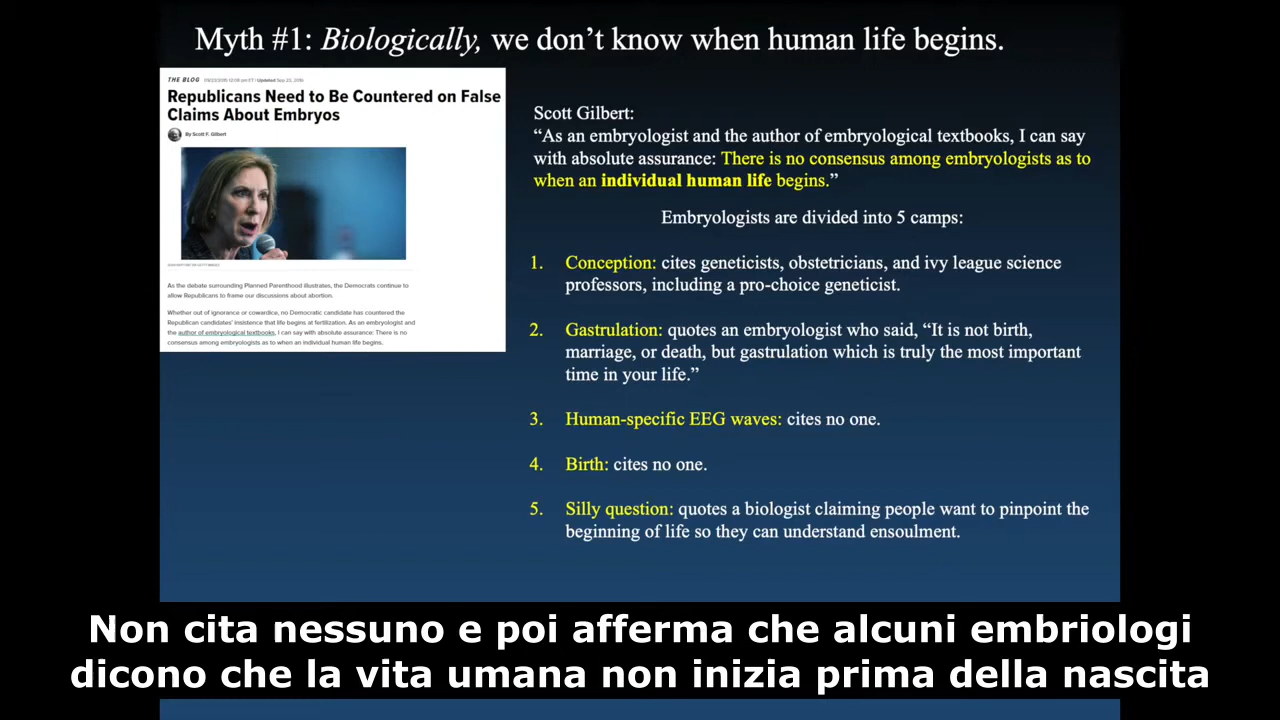 Myth #1: Biologically, we don’t know when human life begins.
THE BLOG 09/23/2015 12:08 pm ET | Updated Sep 23, 2016
Republicans Need to Be Countered on False
Claims About Embryos
By Scott F. Gilbert
As the debate surrounding Planned Parenthood illustrates, the Democrats continue to
allow Republicans to frame our discussions about abortion.
Whether out of ignorance or cowardice, no Democratic candidate has countered the
Republican candidates' insistence that life begins at fertilization. As an embryologist and
the author of embryological textbooks, I can say with absolute assurance: There is no
consensus among embryologists as to when an individual human life begins.
Scott Gilbert:
“As an embryologist and the author of embryological textbooks, I can say
with absolute assurance: There is no consensus among embryologists as to
when an individual human life begins.”
Embryologists are divided into 5 camps:
1. Conception: cites geneticists, obstetricians, and ivy league science
professors, including a pro-choice geneticist.
2. Gastrulation: quotes an embryologist who said, “It is not birth,
marriage, or death, but gastrulation which is truly the most important
time in your life.”
3. Human-specific EEG waves: cites no one.
4. Birth: cites no one.
5. Silly question: quotes a biologist claiming people want to pinpoint the
beginning of life so they can understand ensoulment.
Non cita nessuno e poi afferma che alcuni embriologi
dicono che la vita umana non inizia prima della nascita